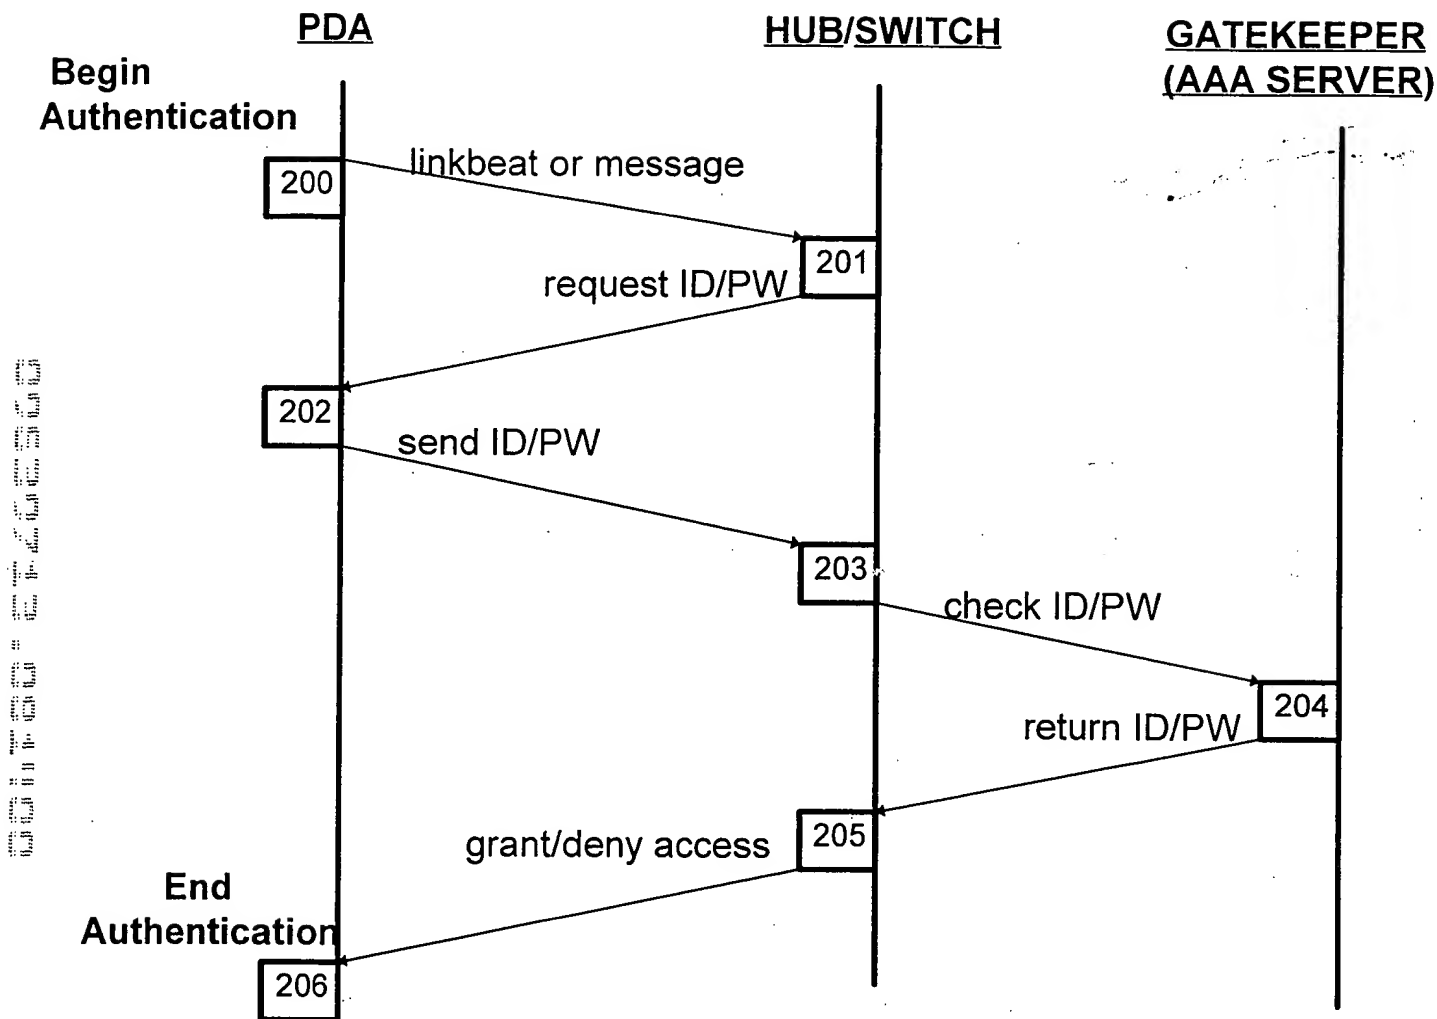 PDA
HUB/SWITCH
GATEKEEPER
(AAA SERVER)
Begin
Authentication
200
linkbeat or message
201
request ID/PW
202
send ID/PW
203
check ID/PW
204
return ID/PW
205
grant/deny access
End
Authentication
206